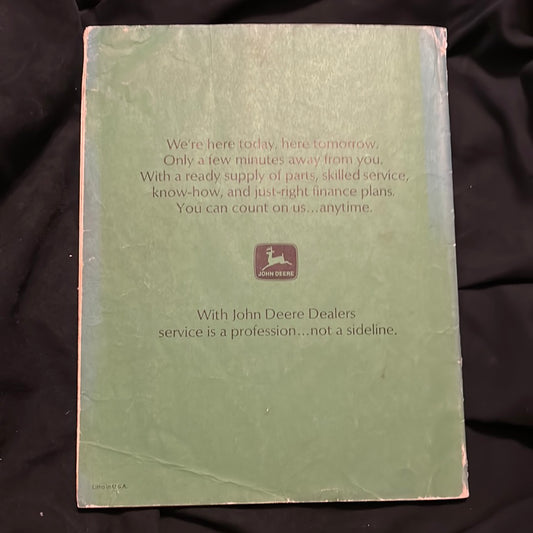 We're here today, here tomorrow.
Only a few minutes away from you.
With a ready supply of parts, skilled service,
know-how, and just-right finance plans.
You can count on us...anytime.
JOHN DEERE
With John Deere Dealers
service is a profession...not a sideline.
Litho in U.S.A.